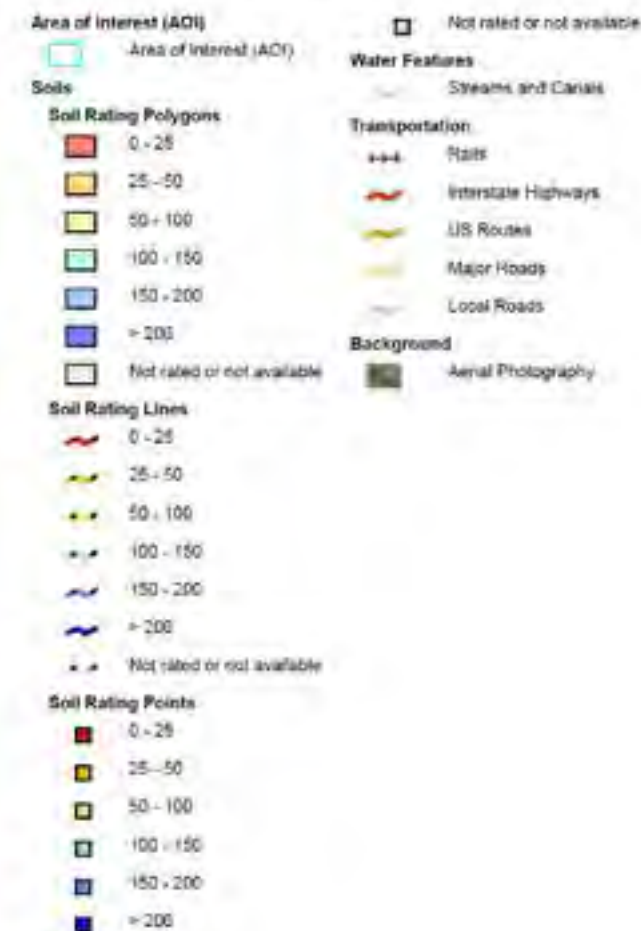 Area of Interest (AOI)
Area of Interest (AOI)
Soils
Soil Rating Polygons
0 - 25
25 - 50
50 - 100
100 - 150
150 - 200
> 200
Not rated or not available
Soil Rating Lines
0 - 25
25 - 50
50 - 100
100 - 150
150 - 200
> 200
Not rated or not available
Soil Rating Points
0 - 25
25 - 50
50 - 100
100 - 150
150 - 200
> 200
Not rated or not available
Water Features
Streams and Canals
Transportation
Rails
Interstate Highways
US Routes
Major Roads
Local Roads
Background
Aerial Photography